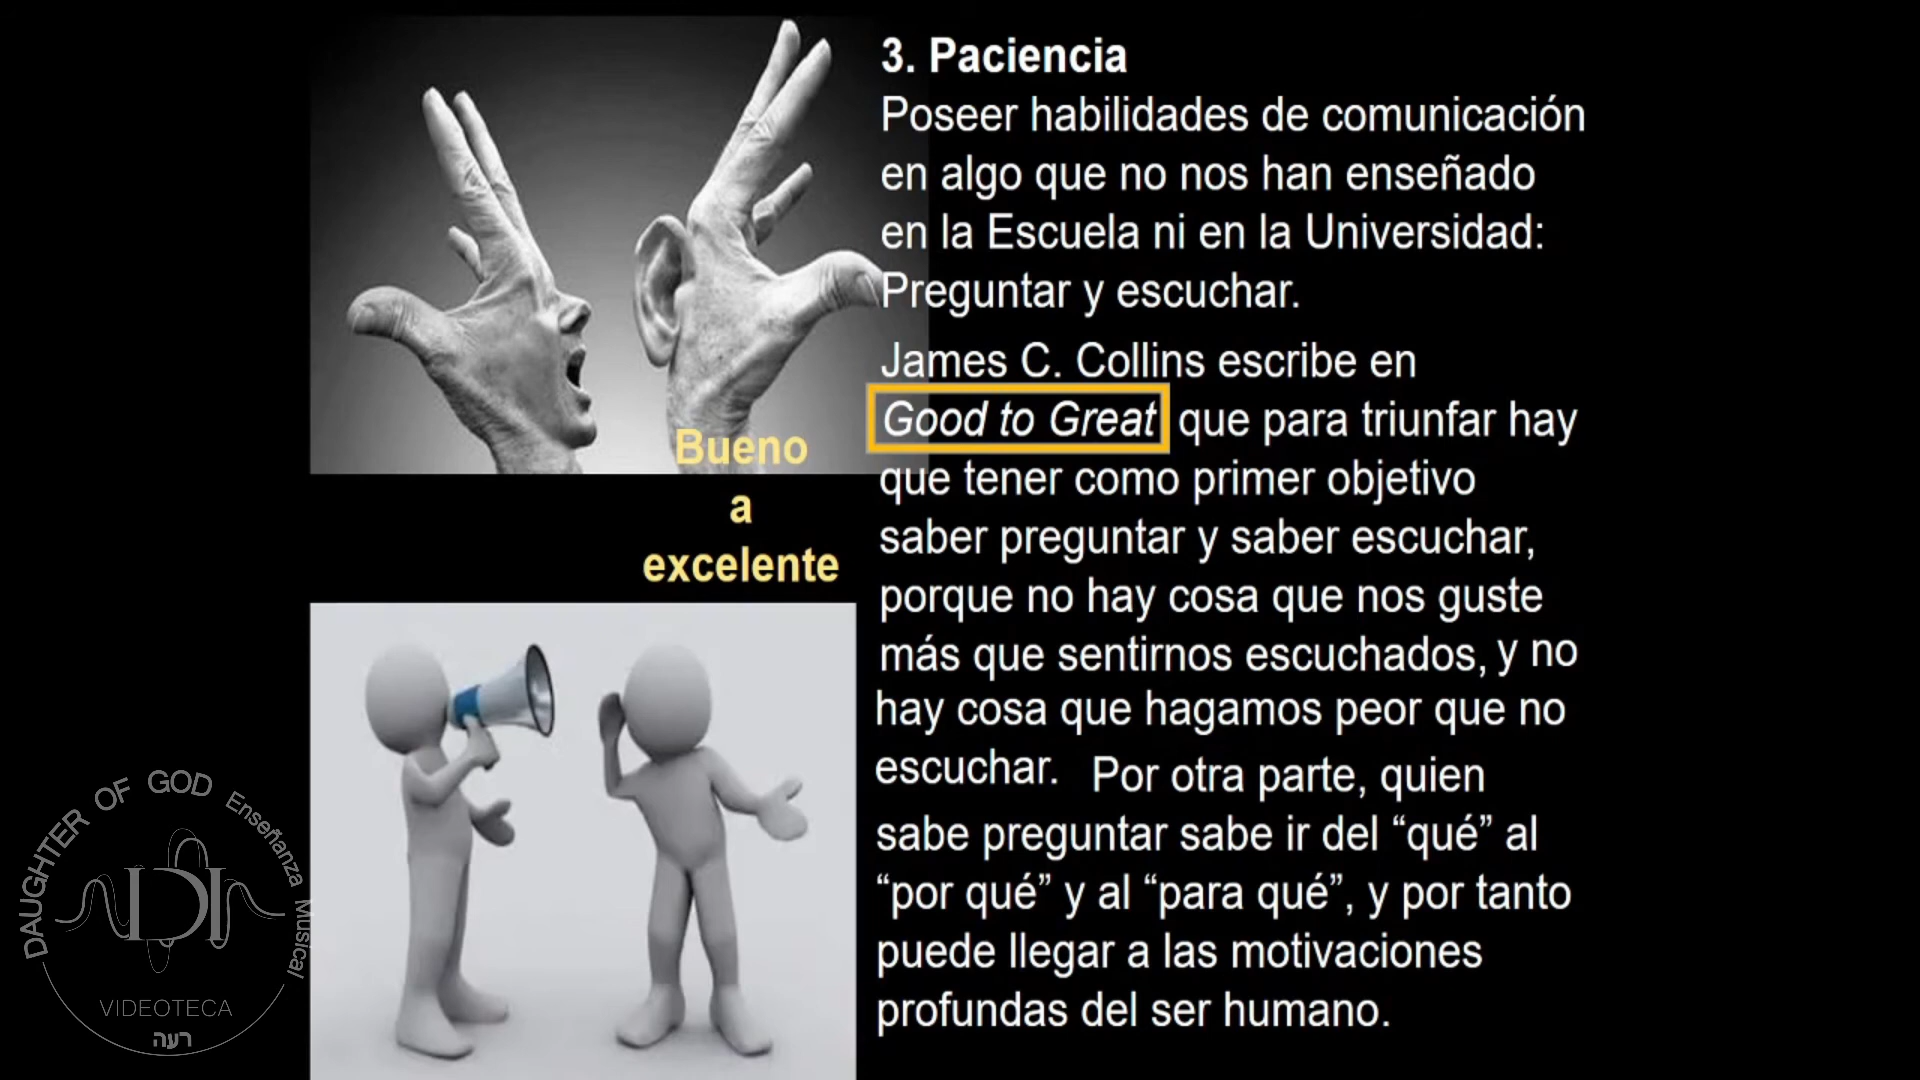 3. Paciencia
Poseer habilidades de comunicación
en algo que no nos han enseñado
en la Escuela ni en la Universidad:
Preguntar y escuchar.
James C. Collins escribe en
Good to Great que para triunfar hay
que tener como primer objetivo
saber preguntar y saber escuchar,
porque no hay cosa que nos guste
más que sentirnos escuchados, y no
hay cosa que hagamos peor que no
escuchar. Por otra parte, quien
sabe preguntar sabe ir del “qué” al
“por qué” y al “para qué”, y por tanto
puede llegar a las motivaciones
profundas del ser humano.
Bueno
a
excelente
DAUGHTER OF GOD Enseñanza Musical
VIDEOTECA
רעה